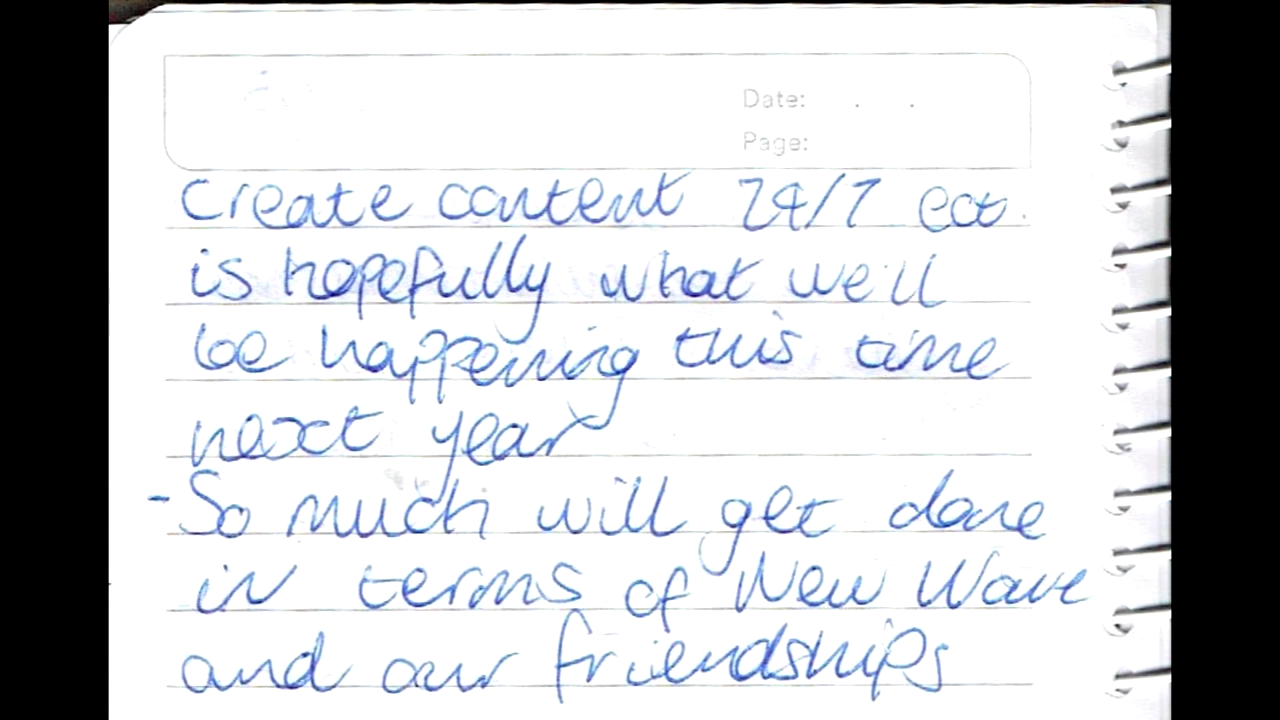 Date: . .
Page:
create content 24/7 ect.
is hopefully what we'll
be happening this time
next year
- So much will get done
in terms of New Wave
and our friendships